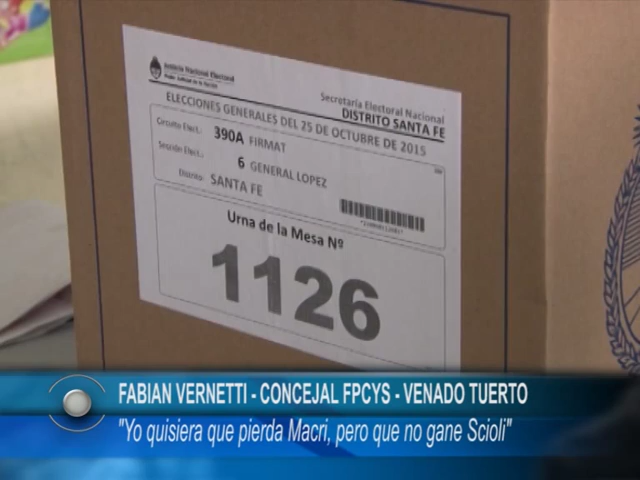 Justicia Nacional Electoral
Secretaría Electoral Nacional
DISTRITO SANTA FE
ELECCIONES GENERALES DEL 25 DE OCTUBRE DE 2015
Circuito Elect.: 390A FIRMAT
Sección Elect.: 6 GENERAL LOPEZ
Distrito: SANTA FE
Urna de la Mesa Nº
1126
FABIAN VERNETTI - CONCEJAL FPCYS - VENADO TUERTO
"Yo quisiera que pierda Macri, pero que no gane Scioli"